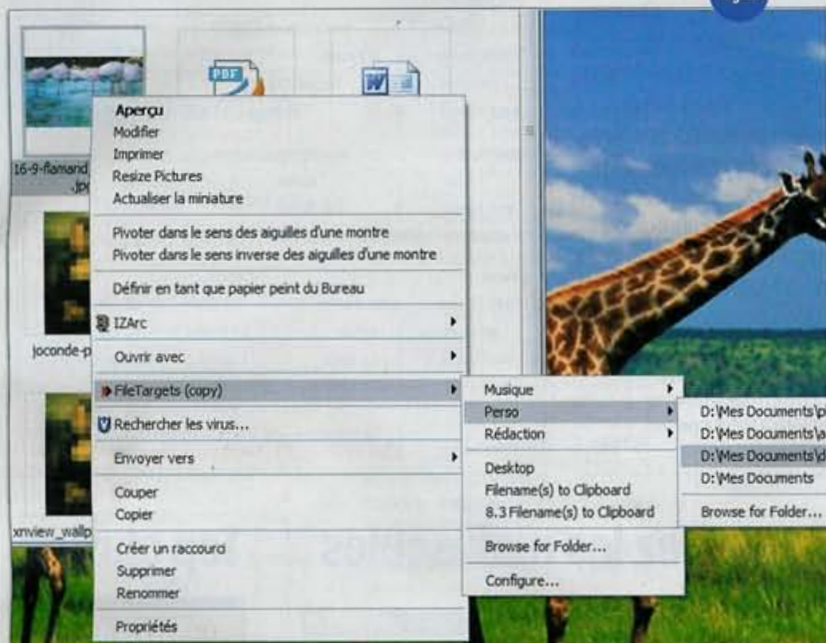 PDF
W
16-9-flamand
.jpg
joconde-p
xnview_wallp
Aperçu
Modifier
Imprimer
Resize Pictures
Actualiser la miniature
Pivoter dans le sens des aiguilles d'une montre
Pivoter dans le sens inverse des aiguilles d'une montre
Définir en tant que papier peint du Bureau
IZArc
Ouvrir avec
FileTargets (copy)
Rechercher les virus...
Envoyer vers
Couper
Copier
Créer un raccourci
Supprimer
Renommer
Propriétés
Musique
Perso
Rédaction
Desktop
Filename(s) to Clipboard
8.3 Filename(s) to Clipboard
Browse for Folder...
Configure...
D:\Mes Documents\p
D:\Mes Documents\a
D:\Mes Documents\d
D:\Mes Documents
Browse for Folder...